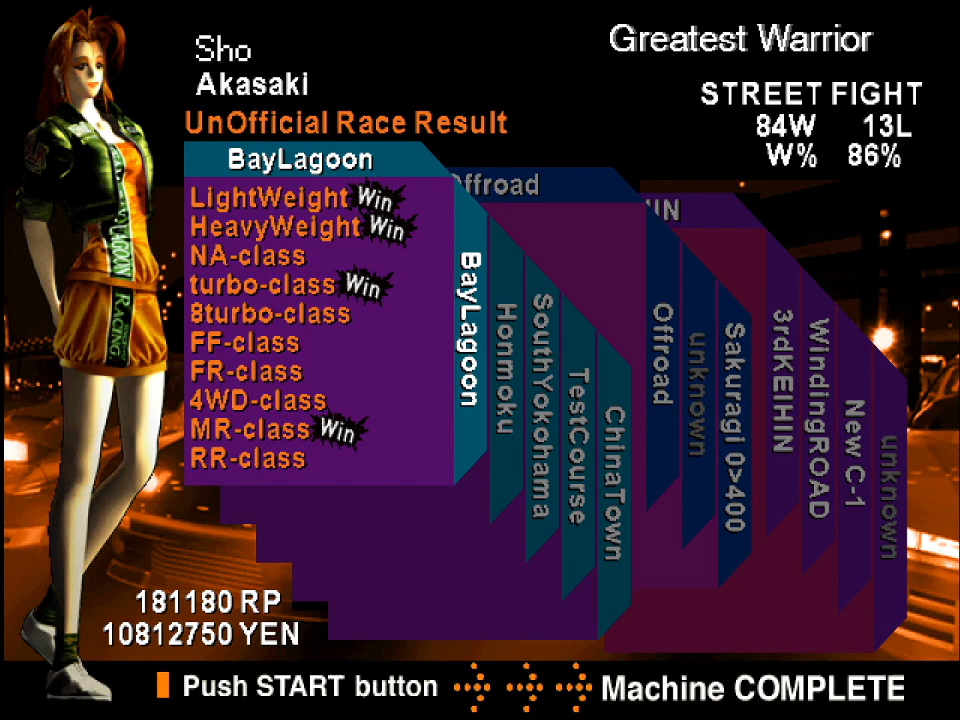 Sho
Akasaki
Greatest Warrior
STREET FIGHT
84W 13L
W% 86%
UnOfficial Race Result
BayLagoon
Offroad
LightWeight Win
HeavyWeight Win
NA-class
turbo-class Win
8turbo-class
FF-class
FR-class
4WD-class
MR-class Win
RR-class
BayLagoon
Honmoku
SouthYokohama
TestCourse
ChinaTown
Offroad
unknown
Sakuragi 0>400
3rdKEIHIN
WindingROAD
New C-1
unknown
LAGOON
RACING
181180 RP
10812750 YEN
Push START button
Machine COMPLETE